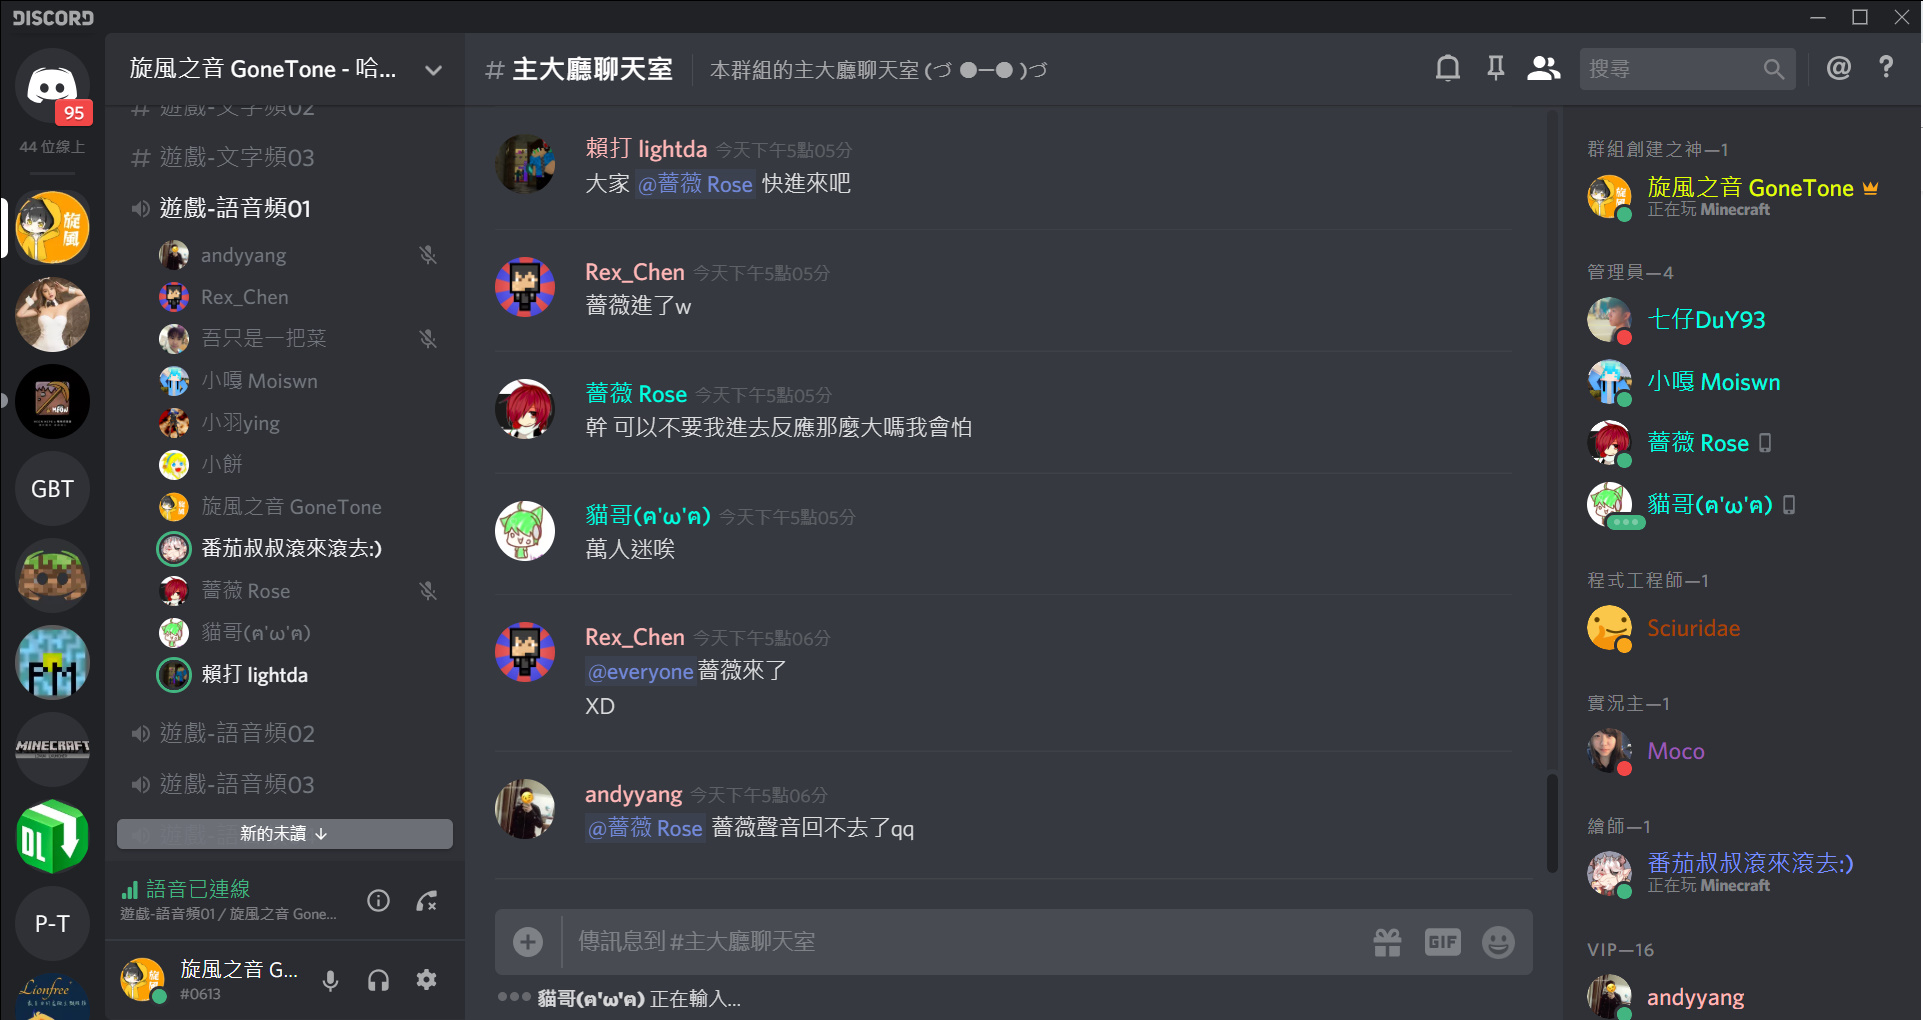 DISCORD
95
44 位線上
旋風
GBT
FM
MINECRAFT
DL
P-T
Lionfree
旋風之音 GoneTone - 哈...
# 遊戲-文字頻02
# 遊戲-文字頻03
遊戲-語音頻01
andyyang
Rex_Chen
吾只是一把菜
小嘎 Moiswn
小羽ying
小餅
旋風之音 GoneTone
番茄叔叔滾來滾去:)
薔薇 Rose
貓哥(ฅ'ω'ฅ)
賴打 lightda
遊戲-語音頻02
遊戲-語音頻03
新的未讀 ↓
語音已連線
遊戲-語音頻01 / 旋風之音 Gone...
旋風之音 G...
#0613
# 主大廳聊天室
本群組的主大廳聊天室 (づ ●─● )づ
搜尋
@ ?
賴打 lightda 今天下午5點05分
大家 @薔薇 Rose 快進來吧
Rex_Chen 今天下午5點05分
薔薇進了w
薔薇 Rose 今天下午5點05分
幹 可以不要我進去反應那麼大嗎我會怕
貓哥(ฅ'ω'ฅ) 今天下午5點05分
萬人迷唉
Rex_Chen 今天下午5點06分
@everyone 薔薇來了
XD
andyyang 今天下午5點06分
@薔薇 Rose 薔薇聲音回不去了qq
傳訊息到 #主大廳聊天室
GIF
貓哥(ฅ'ω'ฅ) 正在輸入...
群組創建之神—1
旋風之音 GoneTone
正在玩 Minecraft
管理員—4
七仔DuY93
小嘎 Moiswn
薔薇 Rose
貓哥(ฅ'ω'ฅ)
程式工程師—1
Sciuridae
實況主—1
Moco
繪師—1
番茄叔叔滾來滾去:)
正在玩 Minecraft
VIP—16
andyyang